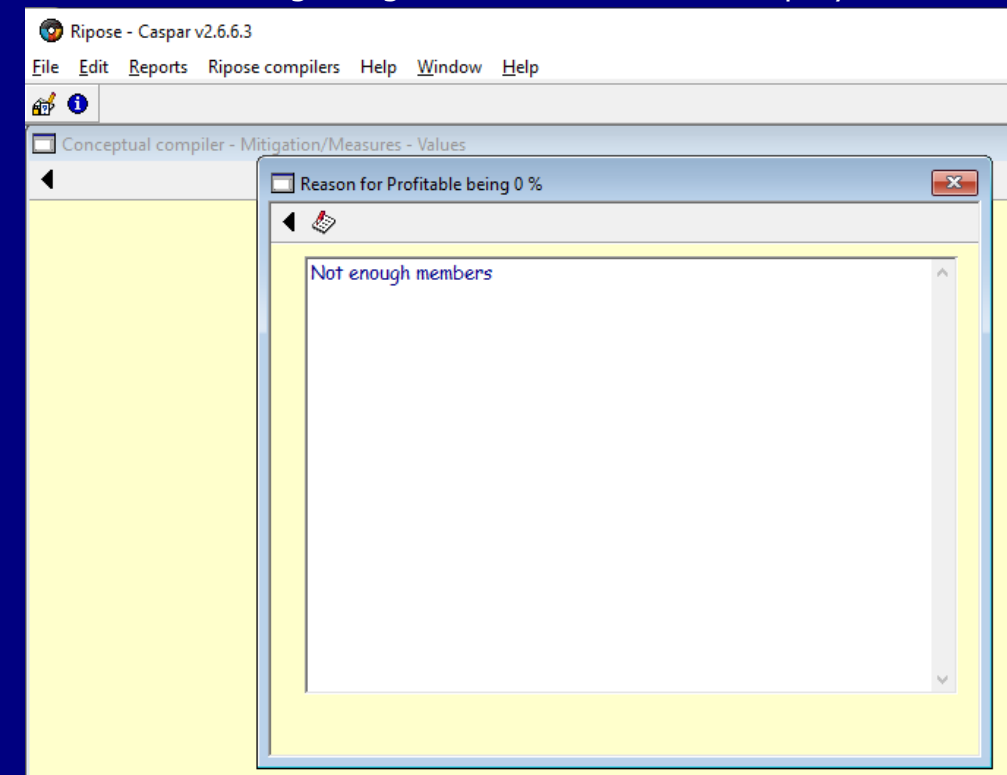 Ripose - Caspar v2.6.6.3
File Edit Reports Ripose compilers Help Window Help
Conceptual compiler - Mitigation/Measures - Values
Reason for Profitable being 0 %
Not enough members